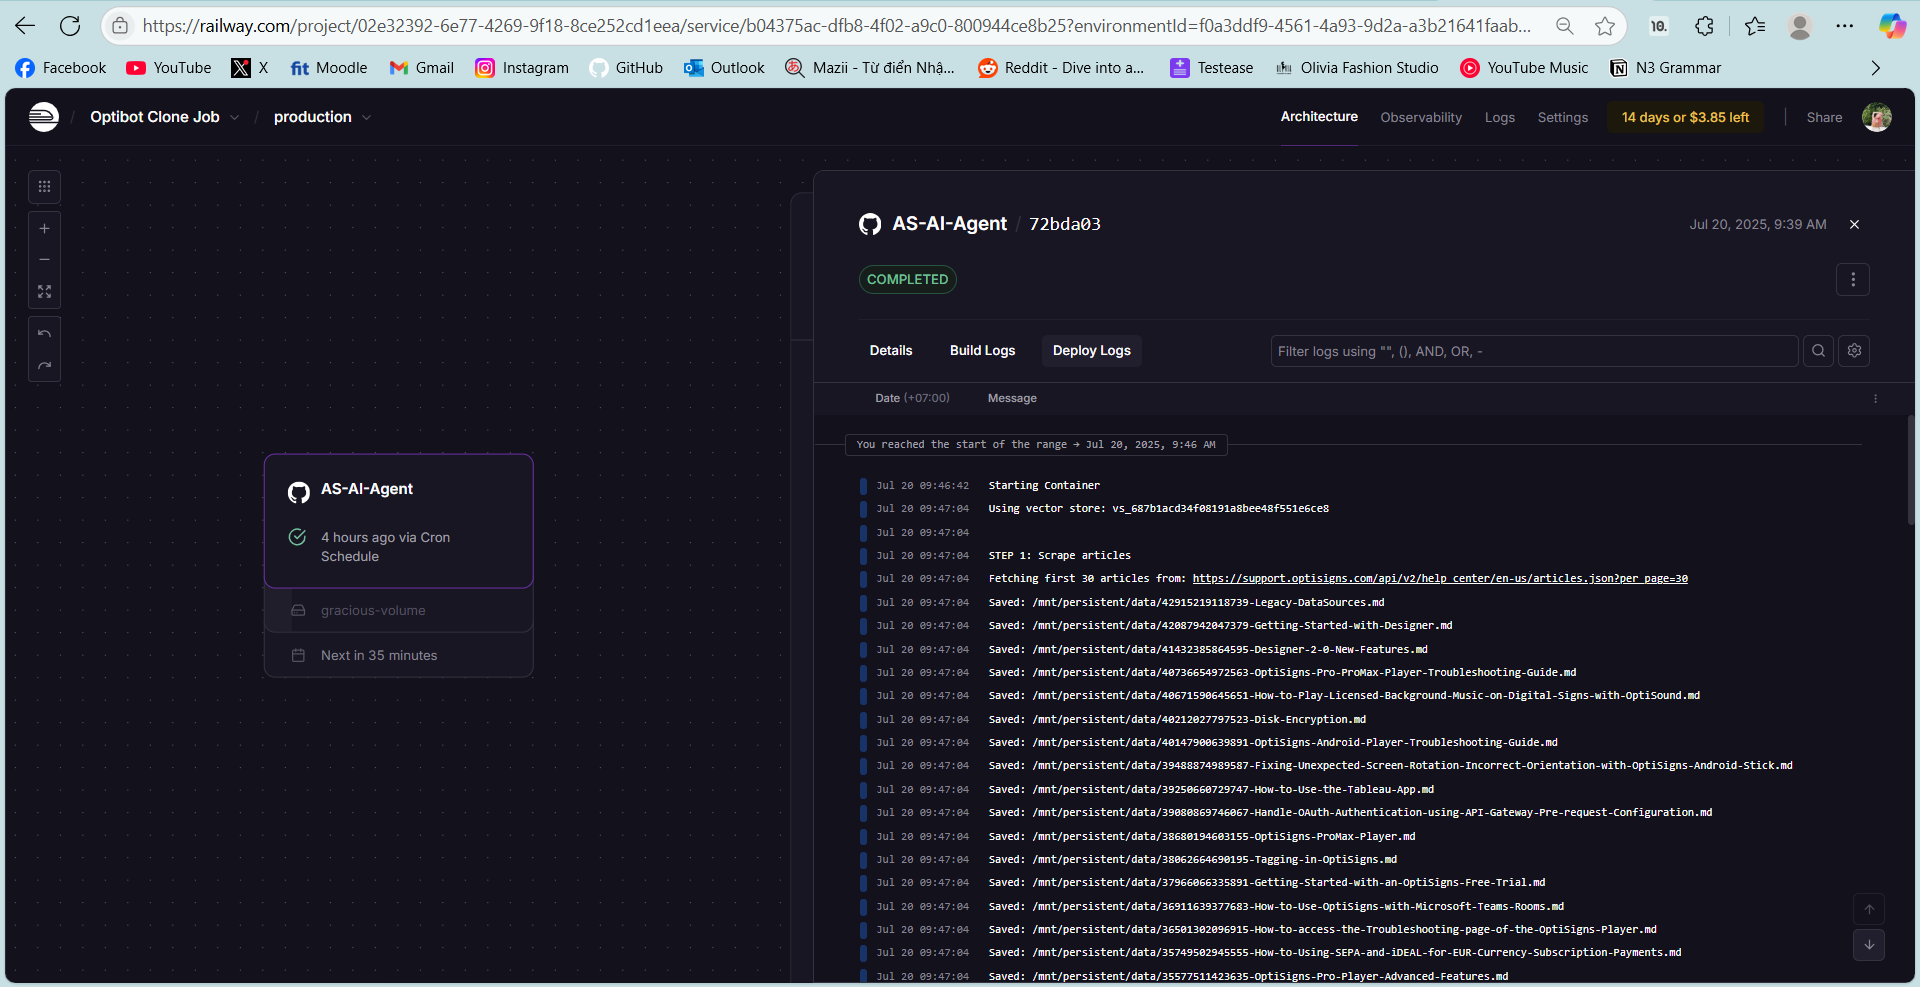 https://railway.com/project/02e32392-6e77-4269-9f18-8ce252cd1eea/service/b04375ac-dfb8-4f02-a9c0-800944ce8b25?environmentId=f0a3ddf9-4561-4a93-9d2a-a3b21641faab...
10.
Facebook YouTube X fit Moodle Gmail Instagram GitHub Outlook Mazii - Từ điển Nhậ... Reddit - Dive into a... Testease Olivia Fashion Studio YouTube Music N3 Grammar
Optibot Clone Job / production
Architecture Observability Logs Settings 14 days or $3.85 left Share
AS-AI-Agent
4 hours ago via Cron
Schedule
gracious-volume
Next in 35 minutes
AS-AI-Agent / 72bda03
Jul 20, 2025, 9:39 AM
COMPLETED
Details Build Logs Deploy Logs
Filter logs using "", (), AND, OR, -
Date (+07:00) Message
You reached the start of the range → Jul 20, 2025, 9:46 AM
Jul 20 09:46:42 Starting Container
Jul 20 09:47:04 Using vector store: vs_687b1acd34f08191a8bee48f551e6ce8
Jul 20 09:47:04
Jul 20 09:47:04 STEP 1: Scrape articles
Jul 20 09:47:04 Fetching first 30 articles from: https://support.optisigns.com/api/v2/help_center/en-us/articles.json?per_page=30
Jul 20 09:47:04 Saved: /mnt/persistent/data/42915219118739-Legacy-DataSources.md
Jul 20 09:47:04 Saved: /mnt/persistent/data/42087942047379-Getting-Started-with-Designer.md
Jul 20 09:47:04 Saved: /mnt/persistent/data/41432385864595-Designer-2-0-New-Features.md
Jul 20 09:47:04 Saved: /mnt/persistent/data/40736654972563-OptiSigns-Pro-ProMax-Player-Troubleshooting-Guide.md
Jul 20 09:47:04 Saved: /mnt/persistent/data/40671590645651-How-to-Play-Licensed-Background-Music-on-Digital-Signs-with-OptiSound.md
Jul 20 09:47:04 Saved: /mnt/persistent/data/40212027797523-Disk-Encryption.md
Jul 20 09:47:04 Saved: /mnt/persistent/data/40147900639891-OptiSigns-Android-Player-Troubleshooting-Guide.md
Jul 20 09:47:04 Saved: /mnt/persistent/data/39488874989587-Fixing-Unexpected-Screen-Rotation-Incorrect-Orientation-with-OptiSigns-Android-Stick.md
Jul 20 09:47:04 Saved: /mnt/persistent/data/39250660729747-How-to-Use-the-Tableau-App.md
Jul 20 09:47:04 Saved: /mnt/persistent/data/39080869746067-Handle-OAuth-Authentication-using-API-Gateway-Pre-request-Configuration.md
Jul 20 09:47:04 Saved: /mnt/persistent/data/38680194603155-OptiSigns-ProMax-Player.md
Jul 20 09:47:04 Saved: /mnt/persistent/data/38062664690195-Tagging-in-OptiSigns.md
Jul 20 09:47:04 Saved: /mnt/persistent/data/37966066335891-Getting-Started-with-an-OptiSigns-Free-Trial.md
Jul 20 09:47:04 Saved: /mnt/persistent/data/36911639377683-How-to-Use-OptiSigns-with-Microsoft-Teams-Rooms.md
Jul 20 09:47:04 Saved: /mnt/persistent/data/36501302096915-How-to-access-the-Troubleshooting-page-of-the-OptiSigns-Player.md
Jul 20 09:47:04 Saved: /mnt/persistent/data/35749502945555-How-to-Using-SEPA-and-iDEAL-for-EUR-Currency-Subscription-Payments.md
Jul 20 09:47:04 Saved: /mnt/persistent/data/35577511423635-OptiSigns-Pro-Player-Advanced-Features.md